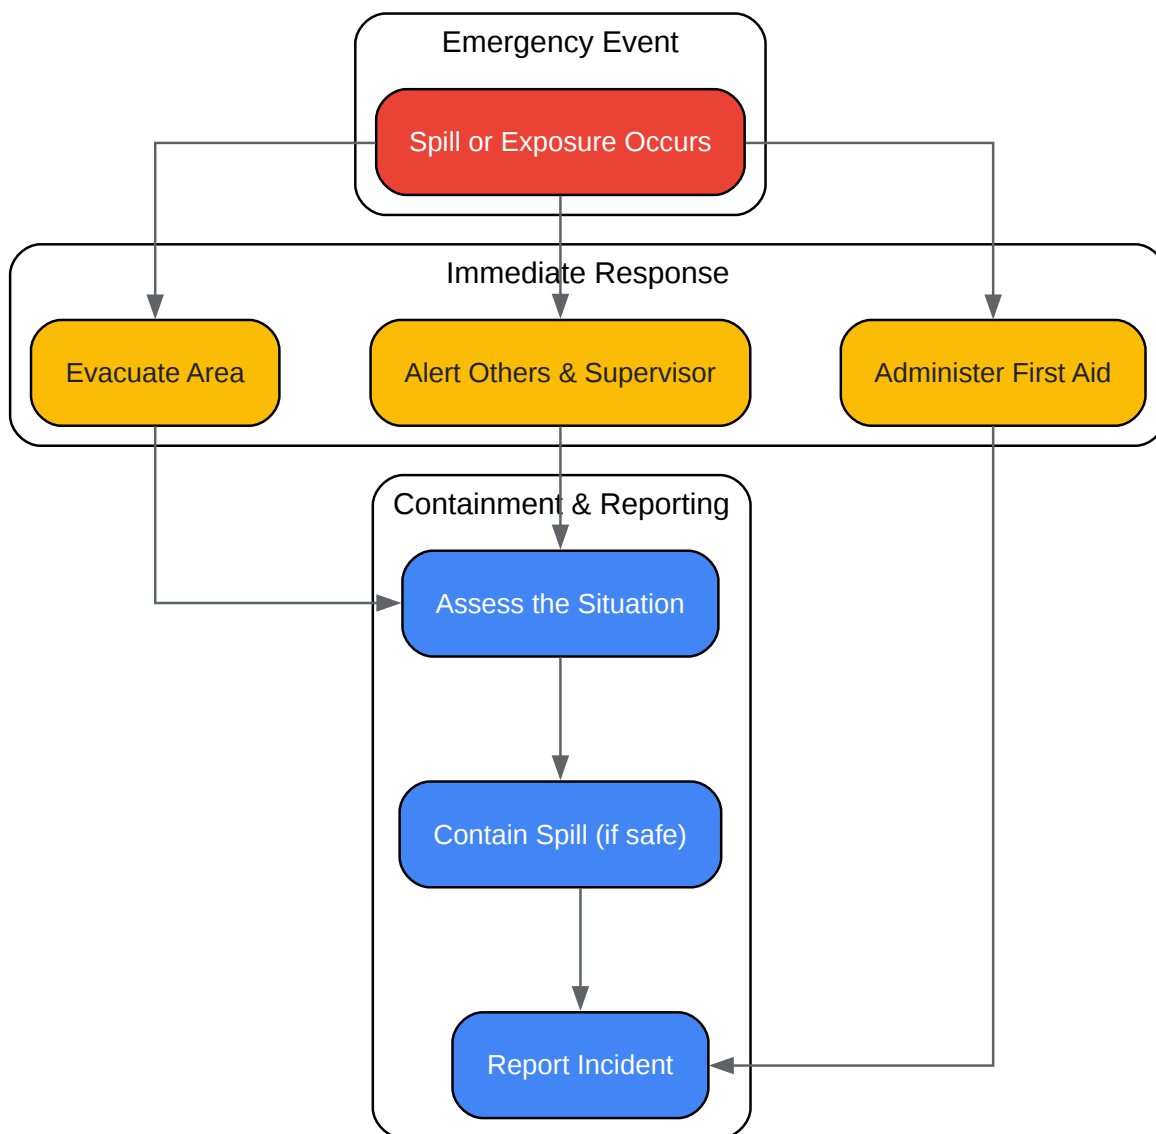 Emergency Event
Spill or Exposure Occurs
Immediate Response
Evacuate Area
Alert Others & Supervisor
Administer First Aid
Containment & Reporting
Assess the Situation
Contain Spill (if safe)
Report Incident